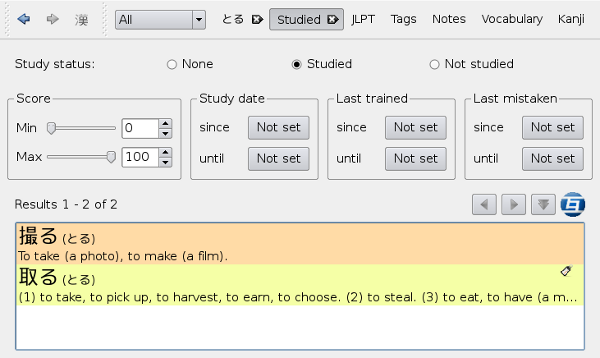 漢 All とる Studied JLPT Tags Notes Vocabulary Kanji
Study status: None Studied Not studied
Score Study date Last trained Last mistaken
Min 0 since Not set since Not set since Not set
Max 100 until Not set until Not set until Not set
Results 1 - 2 of 2
撮る (とる)
To take (a photo), to make (a film).
取る (とる)
(1) to take, to pick up, to harvest, to earn, to choose. (2) to steal. (3) to eat, to have (a m...